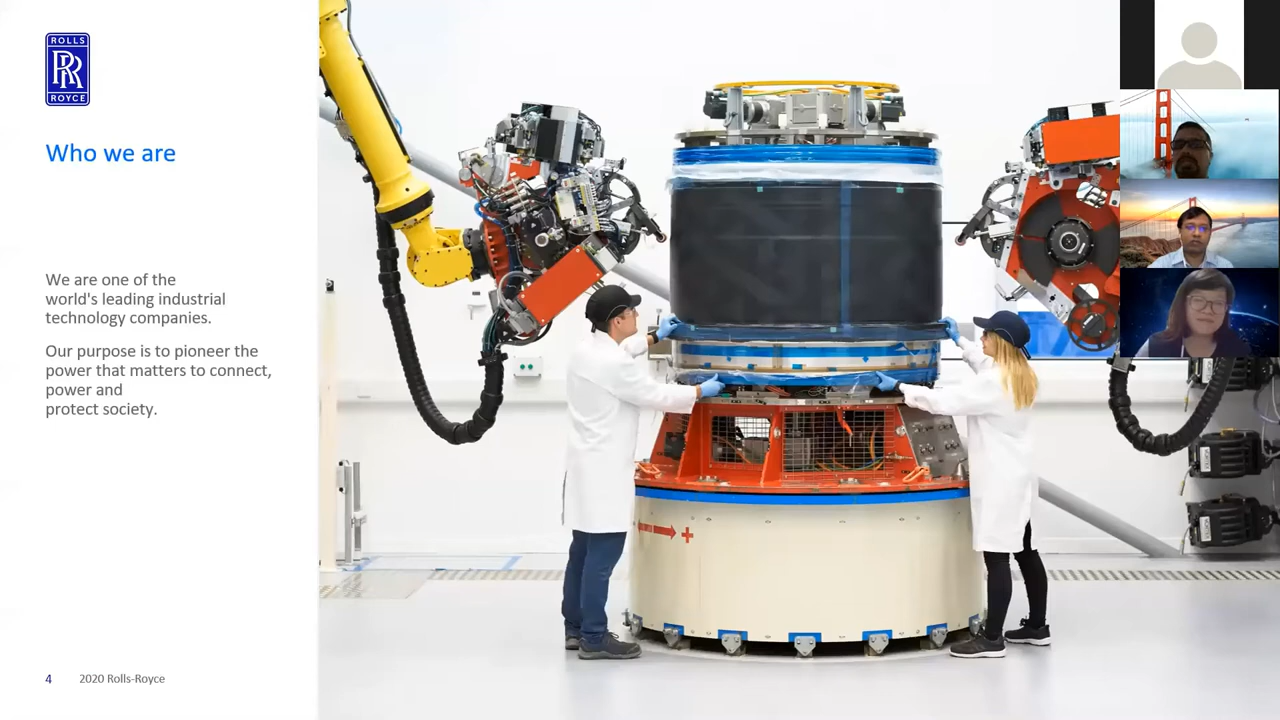 ROLLS
RR
ROYCE
Who we are
We are one of the
world's leading industrial
technology companies.
Our purpose is to pioneer the
power that matters to connect,
power and
protect society.
4 2020 Rolls-Royce